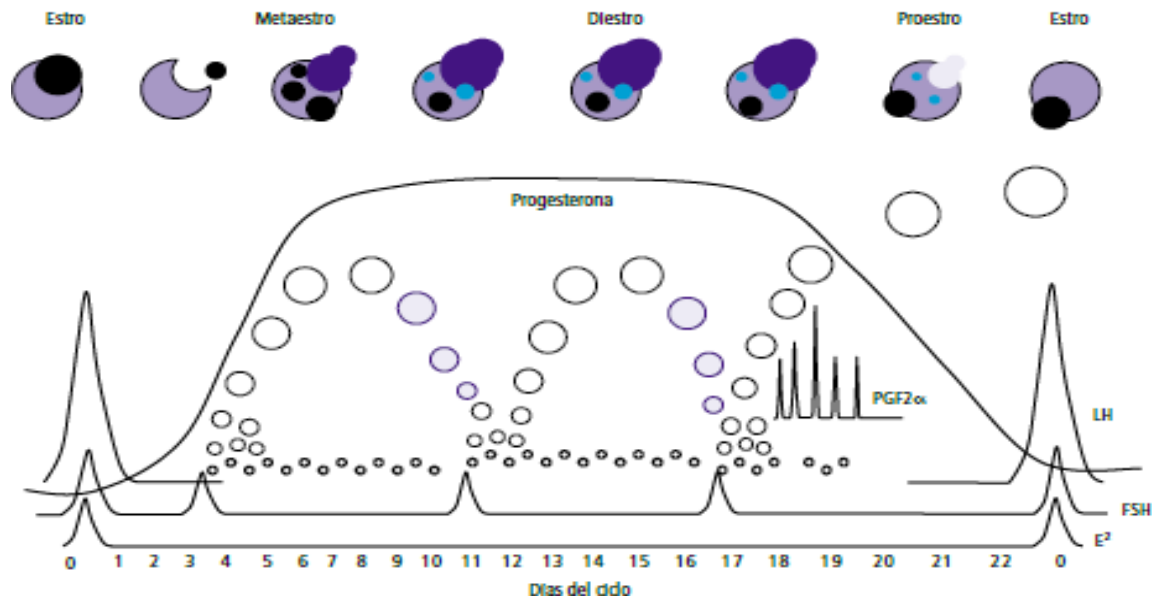 Estro Metaestro Diestro Proestro Estro
Progesterona
PGF2α
LH
FSH
E²
0 1 2 3 4 5 6 7 8 9 10 11 12 13 14 15 16 17 18 19 20 21 22 0
Días del ciclo